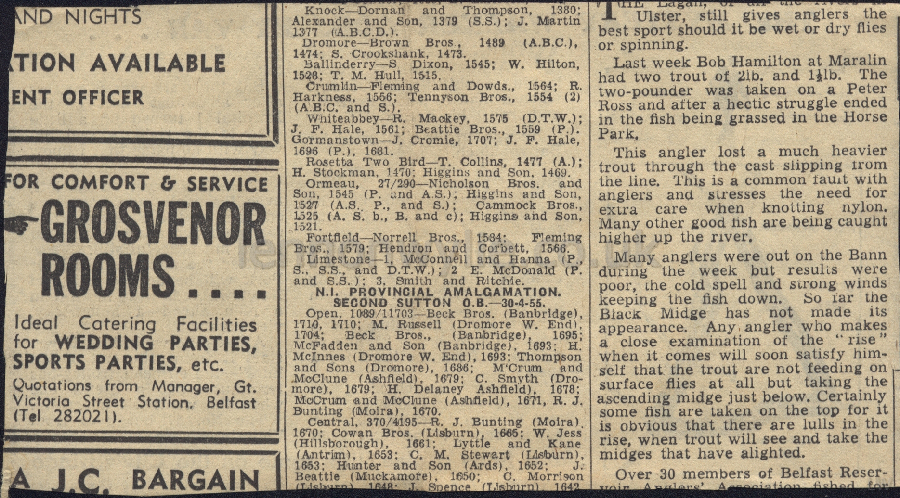 AND NIGHTS
ATION AVAILABLE
ENT OFFICER
FOR COMFORT & SERVICE
GROSVENOR
ROOMS ....
Ideal Catering Facilities
for WEDDING PARTIES,
SPORTS PARTIES, etc.
Quotations from Manager, Gt.
Victoria Street Station, Belfast
(Tel 282021).
A J.C. BARGAIN
Knock—Dornan and Thompson, 1380;
Alexander and Son, 1379 (S.S.); J. Martin
1377 (A.B.C.D.).
Dromore—Brown Bros., 1489 (A.B.C.),
1474; S. Crookshank, 1473.
Ballinderry—S Dixon, 1545; W. Hilton,
1528; T. M. Hull, 1515.
Crumlin—Fleming and Dowds., 1564; R.
Harkness, 1556; Tennyson Bros., 1554 (2)
(A.B.C. and S.).
Whiteabbey—R. Mackey, 1575 (D.T.W.);
J. F. Hale, 1561; Beattie Bros., 1559 (P.).
Gormanstown—J. Cromie, 1707; J. F. Hale,
1696 (P.), 1681.
Rosetta Two Bird—T. Collins, 1477 (A.);
H. Stockman, 1470; Higgins and Son, 1469.
Ormeau, 27/290—Nicholson Bros. and
Son, 1545 (P. and A.S.); Higgins and Son,
1527 (A.S., P., and S.); Cammock Bros.
1525 (A. S. b., B, and c); Higgins and Son,
1521.
Fortfield—Norrell Bros., 1584; Fleming
Bros., 1579; Hendron and Corbett, 1566.
Limestone—1, McConnell and Hanna (P.,
S., S.S., and D.T.W.); 2 E. McDonald (P.
and S.S.); 3, Smith and Ritchie.
N.I. PROVINCIAL AMALGAMATION.
SECOND SUTTON O.B.—30-4-55.
Open, 1089/11703—Beck Bros. (Banbridge),
1710, 1710; M. Russell (Dromore W. End),
1704; Beck Bros., (Banbridge), 1695;
McFadden and Son (Banbridge), 1693; H.
McInnes (Dromore W. End), 1693; Thompson
and Sons (Dromore), 1686; M'Crum and
McClune (Ashfield), 1679; C. Smyth (Dro-
more), 1679; H. Delaney Ashfield), 1678;
McCrum and McClune (Ashfield), 1671, R. J.
Bunting (Moira), 1670.
Central, 370/4195—R. J. Bunting (Moira)
1670; Cowan Bros. (Lisburn), 1666; W. Jess
(Hillsborough), 1661; Lyttle and Kane
(Antrim), 1653; C. M. Stewart (Lisburn),
1653; Hunter and Son (Ards), 1652; J.
Beattie (Muckamore), 1650; C. Morrison
(Lisburn) 1648; J. Spence (Lisburn) 1642
THE Lagan, of all the rivers
Ulster, still gives anglers the
best sport should it be wet or dry flies
or spinning.
Last week Bob Hamilton at Maralin
had two trout of 2lb. and 1½lb. The
two-pounder was taken on a Peter
Ross and after a hectic struggle ended
in the fish being grassed in the Horse
Park.
This angler lost a much heavier
trout through the cast slipping from
the line. This is a common fault with
anglers and stresses the need for
extra care when knotting nylon.
Many other good fish are being caught
higher up the river.
Many anglers were out on the Bann
during the week but results were
poor, the cold spell and strong winds
keeping the fish down. So far the
Black Midge has not made its
appearance. Any angler who makes
a close examination of the "rise"
when it comes will soon satisfy him-
self that the trout are not feeding on
surface flies at all but taking the
ascending midge just below. Certainly
some fish are taken on the top for it
is obvious that there are lulls in the
rise, when trout will see and take the
midges that have alighted.
Over 30 members of Belfast Reser-
voir Anglers' Association fished for